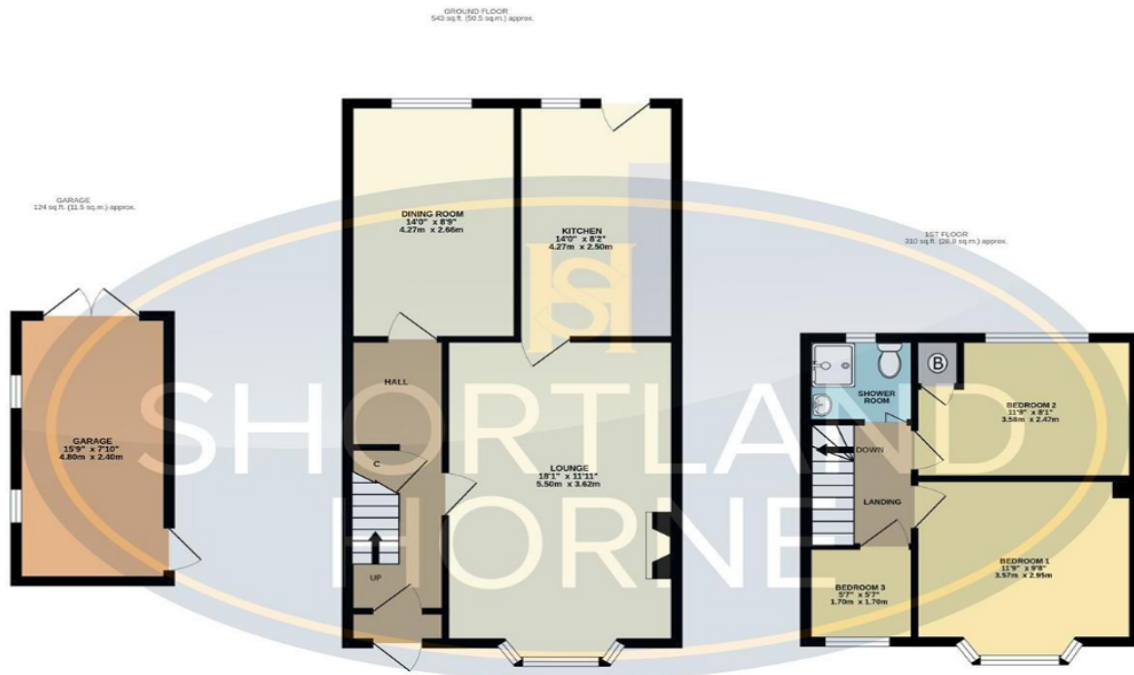 GROUND FLOOR
543 sq.ft. (50.5 sq.m.) approx.
GARAGE
124 sq.ft. (11.5 sq.m.) approx.
1ST FLOOR
310 sq.ft. (28.8 sq.m.) approx.
DINING ROOM
14'0" x 8'9"
4.27m x 2.66m
KITCHEN
14'0" x 8'2"
4.27m x 2.50m
HALL
C
UP
LOUNGE
18'1" x 11'11"
5.50m x 3.62m
GARAGE
15'9" x 7'10"
4.80m x 2.40m
SHOWER
ROOM
B
BEDROOM 2
11'9" x 8'1"
3.58m x 2.47m
DOWN
LANDING
BEDROOM 1
11'9" x 9'8"
3.57m x 2.95m
BEDROOM 3
5'7" x 5'7"
1.70m x 1.70m
SH
SHORTLAND
HORNE